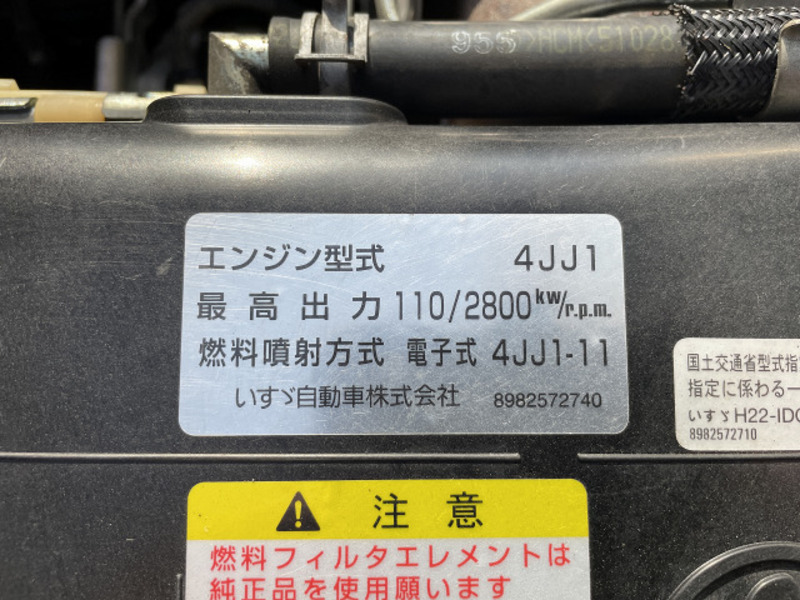 955>HCM<51028
エンジン型式 4JJ1
最高出力 110/2800kW/r.p.m.
燃料噴射方式 電子式 4JJ1-11
いすゞ自動車株式会社 8982572740
国土交通省型式指
指定に係わる一
いすゞH22-IDC
8982572710
注意
燃料フィルタエレメントは
純正品を使用願います